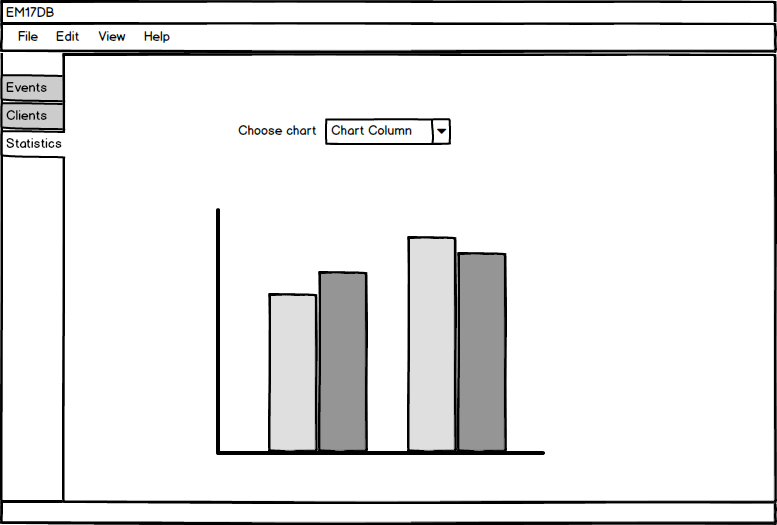 EM17DB
File Edit View Help
Events
Clients
Statistics
Choose chart Chart Column